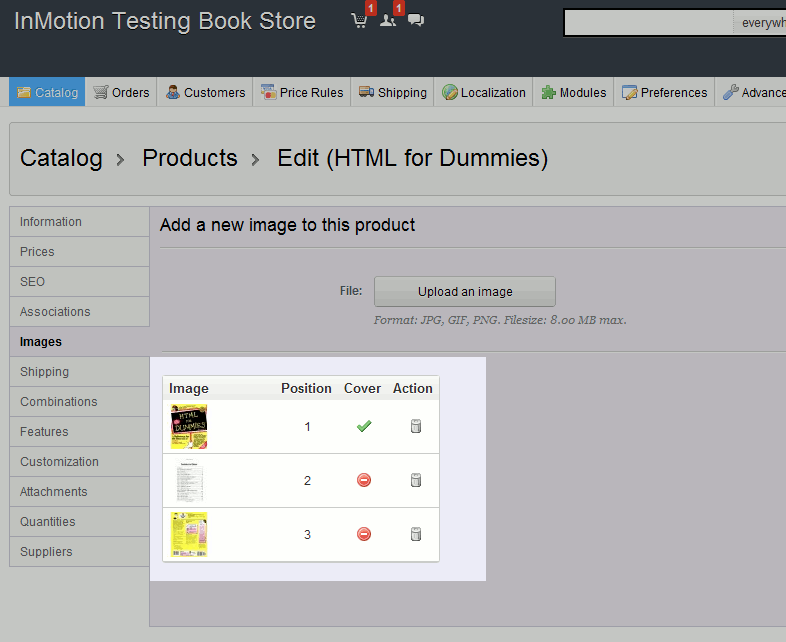 InMotion Testing Book Store
1 1
everywh
Catalog Orders Customers Price Rules Shipping Localization Modules Preferences Advance
Catalog > Products > Edit (HTML for Dummies)
Information
Prices
SEO
Associations
Images
Shipping
Combinations
Features
Customization
Attachments
Quantities
Suppliers
Add a new image to this product
File: Upload an image
Format: JPG, GIF, PNG. Filesize: 8.00 MB max.
Image Position Cover Action
HTML FOR DUMMIES 1
2
3